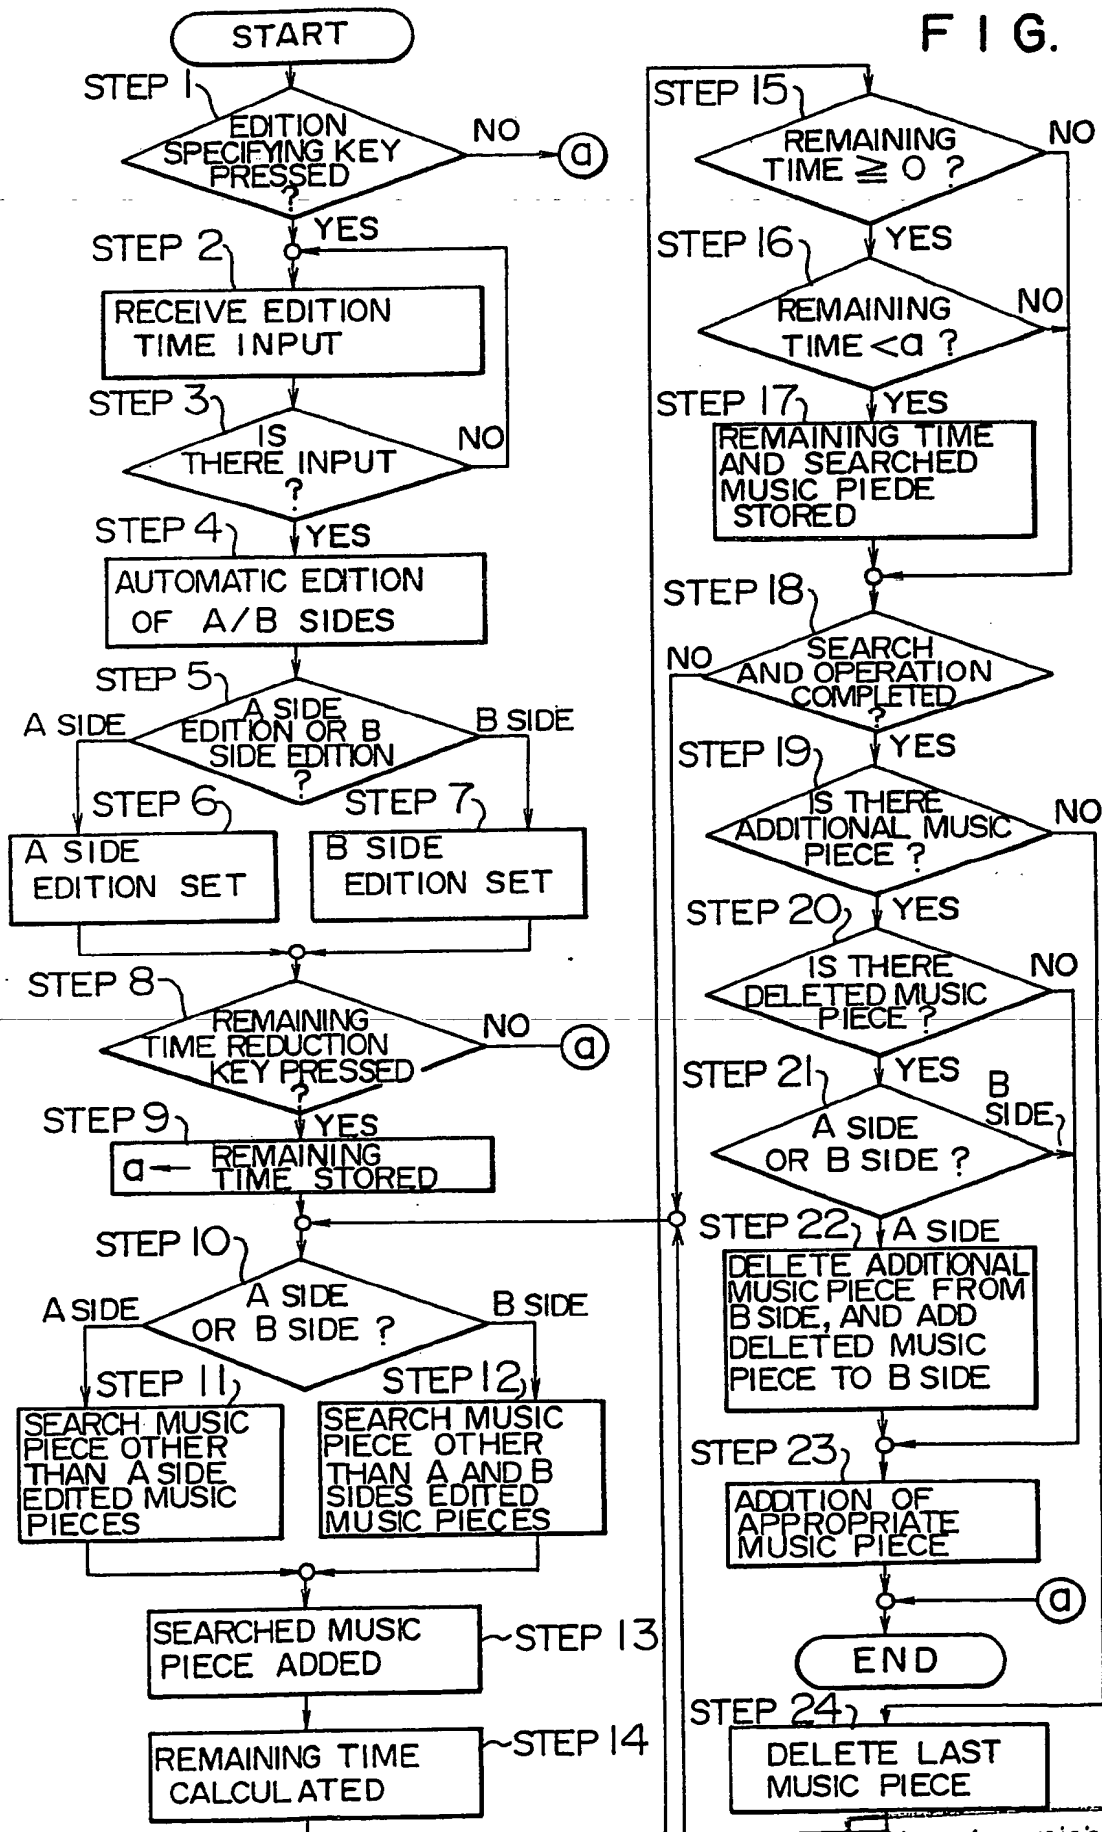 FIG.
START
STEP 1
EDITION
SPECIFYING KEY
PRESSED
?
NO
a
YES
STEP 2
RECEIVE EDITION
TIME INPUT
STEP 3
IS
THERE INPUT
?
NO
YES
STEP 4
AUTOMATIC EDITION
OF A/B SIDES
STEP 5
A SIDE
EDITION OR B
SIDE EDITION
?
A SIDE
B SIDE
STEP 6
A SIDE
EDITION SET
STEP 7
B SIDE
EDITION SET
STEP 8
REMAINING
TIME REDUCTION
KEY PRESSED
?
NO
a
YES
STEP 9
a ← REMAINING
TIME STORED
STEP 10
A SIDE
OR B SIDE ?
A SIDE
B SIDE
STEP 11
SEARCH MUSIC
PIECE OTHER
THAN A SIDE
EDITED MUSIC
PIECES
STEP 12
SEARCH MUSIC
PIECE OTHER
THAN A AND B
SIDES EDITED
MUSIC PIECES
SEARCHED MUSIC
PIECE ADDED
STEP 13
REMAINING TIME
CALCULATED
STEP 14
STEP 15
REMAINING
TIME ≧ 0 ?
NO
YES
STEP 16
REMAINING
TIME < a ?
NO
YES
STEP 17
REMAINING TIME
AND SEARCHED
MUSIC PIEDE
STORED
STEP 18
SEARCH
AND OPERATION
COMPLETED
?
NO
YES
STEP 19
IS THERE
ADDITIONAL MUSIC
PIECE ?
NO
YES
STEP 20
IS THERE
DELETED MUSIC
PIECE ?
NO
YES
STEP 21
A SIDE
OR B SIDE ?
B
SIDE
A SIDE
STEP 22
DELETE ADDITIONAL
MUSIC PIECE FROM
B SIDE, AND ADD
DELETED MUSIC
PIECE TO B SIDE
STEP 23
ADDITION OF
APPROPRIATE
MUSIC PIECE
a
END
STEP 24
DELETE LAST
MUSIC PIECE